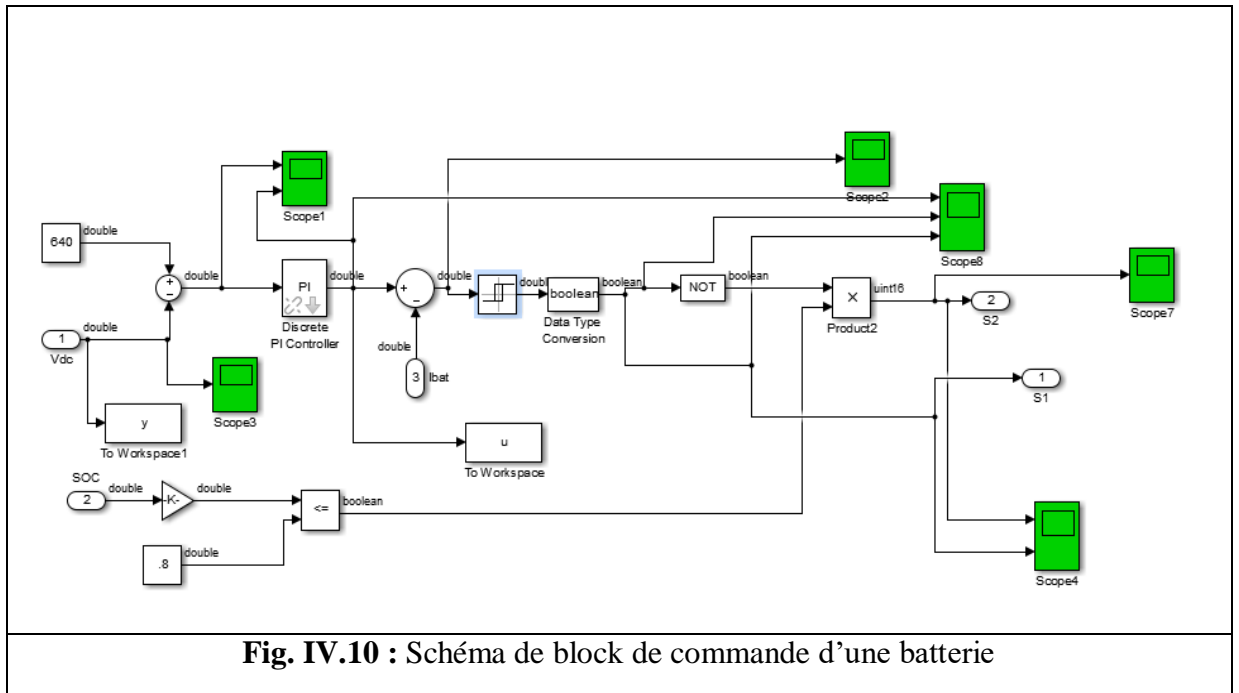 double
Scope2
Scope1
640
double
double
+
-
double
PI
double
Discrete
PI Controller
+
-
double
double
boolean
Data Type
Conversion
boolean
NOT
boolean
×
Product2
uint16
Scope8
2
S2
Scope7
1
S1
double
1
Vdc
double
3
Ibat
Scope3
y
To Workspace1
u
To Workspace
SOC
2
double
-K-
double
<=
boolean
.8
double
Scope4
Fig. IV.10 : Schéma de block de commande d'une batterie